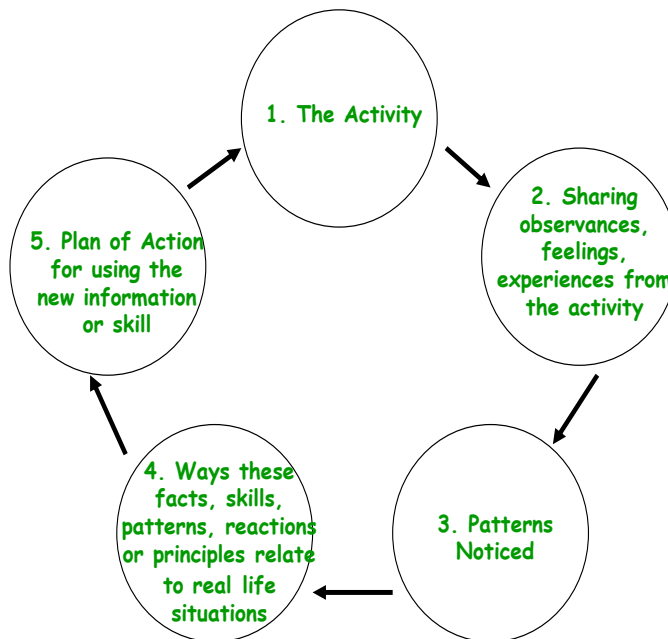 1. The Activity
2. Sharing
observances,
feelings,
experiences from
the activity
3. Patterns
Noticed
4. Ways these
facts, skills,
patterns, reactions
or principles relate
to real life
situations
5. Plan of Action
for using the
new information
or skill